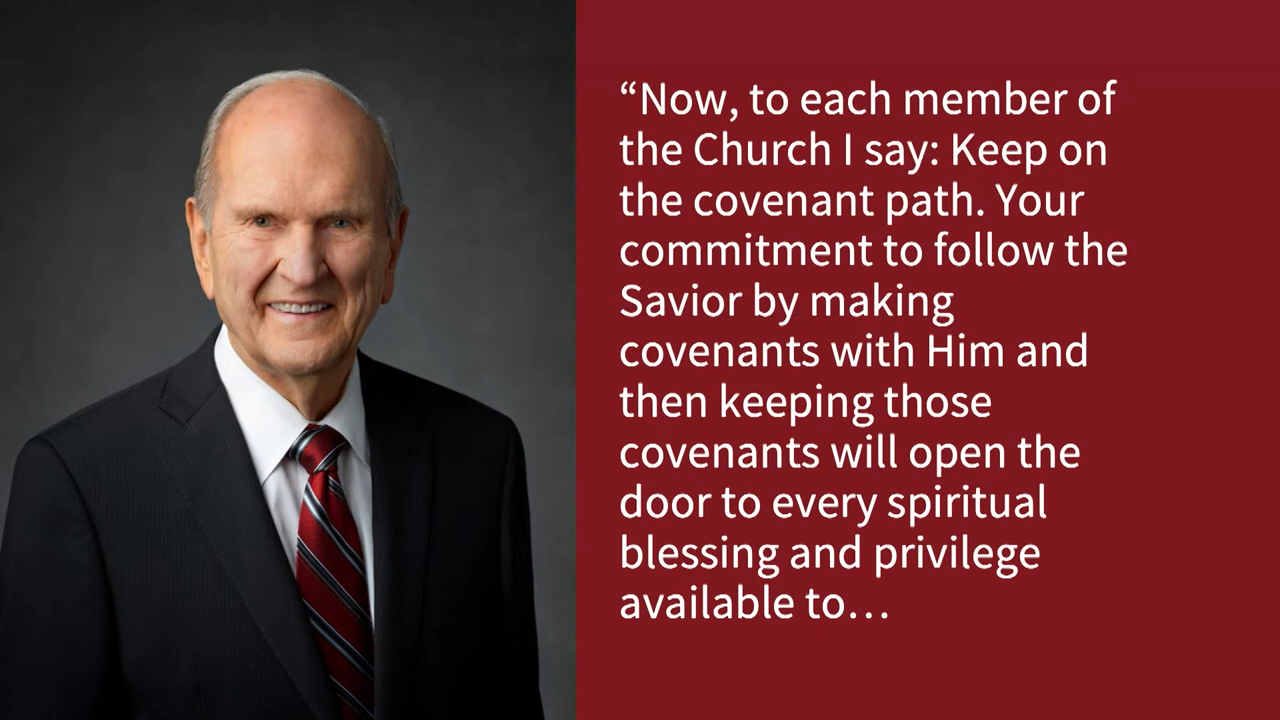 “Now, to each member of
the Church I say: Keep on
the covenant path. Your
commitment to follow the
Savior by making
covenants with Him and
then keeping those
covenants will open the
door to every spiritual
blessing and privilege
available to…